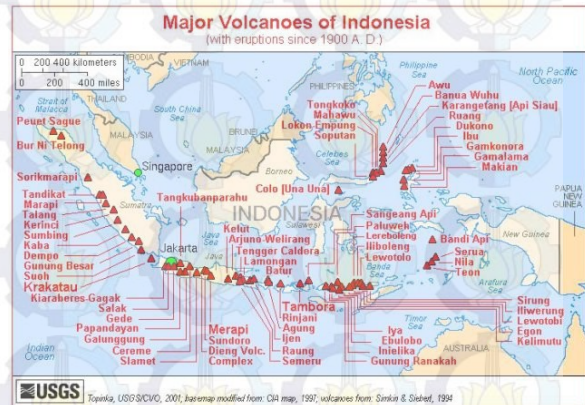 Major Volcanoes of Indonesia
(with eruptions since 1900 A. D.)
0 200 400 kilometers
0 200 400 miles
CAMBODIA
VIETNAM
THAILAND
Strait of Malacca
South China Sea
PHILIPPINES
Philippine Sea
North Pacific Ocean
Peuet Sague
Bur Ni Telong
MALAYSIA
BRUNEI
MALAYSIA
Singapore
Sorikmarapi
Tandikat
Marapi
Talang
Kerinci
Sumbing
Kaba
Dempo
Gunung Besar
Suoh
Krakatau
Kiaraheres-Gagak
Salak
Gede
Papandayan
Galunggung
Cereme
Slamet
Sumatra
Tangkubanparahu
Jakarta
Java Sea
Java
Borneo
Celebes Sea
INDONESIA
Sulawesi
Colo [Una Una]
Tongkoko
Mahawu
Lokon-Empung
Soputan
Awu
Banua Wuhu
Karangetang [Api Siau]
Ruang
Dukono
Ibu
Gamkonora
Gamalama
Makian
PAPUA NEW GUINEA
New Guinea
Kelut
Arjuno-Welirang
Tengger Caldera
Lamongan
Batur
Merapi
Sundoro
Dieng Volc. Complex
Tambora
Rinjani
Agung
Ijen
Raung
Semeru
Sangeang Api
Paluweh
Lereboleng
Iliboleng
Lewotolo
Banda Sea
Bandi Api
Serua
Nila
Teon
Arafura Sea
Sirung
Iliwerung
Lewotobi
Egon
Kelimutu
Iya
Ebulobo
Inielika
Gunung Ranakah
Timor Sea
AUSTRALIA
Indian Ocean
USGS
Topinka, USGS/CVO, 2001, basemap modified from: CIA map, 1997, volcanoes from: Simkin & Siebert, 1994